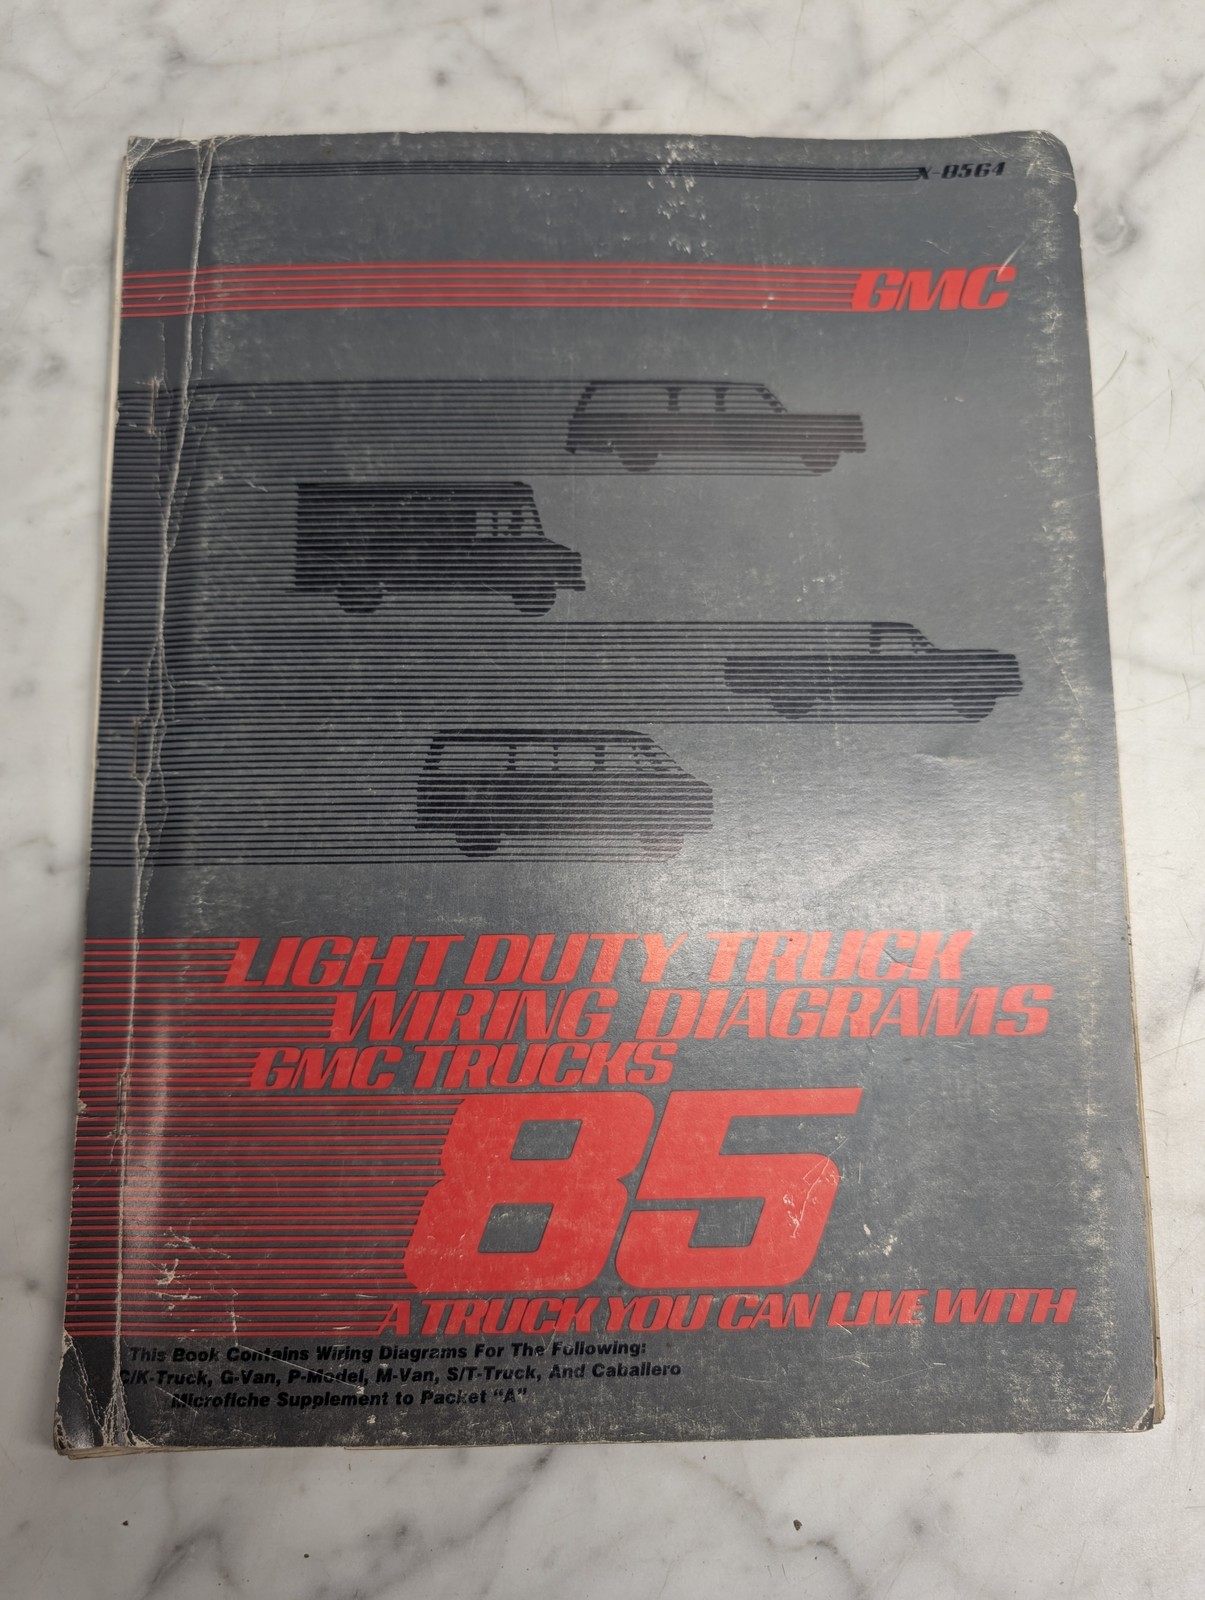 X-8564
GMC
LIGHT DUTY TRUCK
WIRING DIAGRAMS
GMC TRUCKS
85
A TRUCK YOU CAN LIVE WITH
This Book Contains Wiring Diagrams For The Following:
C/K-Truck, G-Van, P-Model, M-Van, S/T-Truck, And Caballero
Microfiche Supplement to Packet "A"